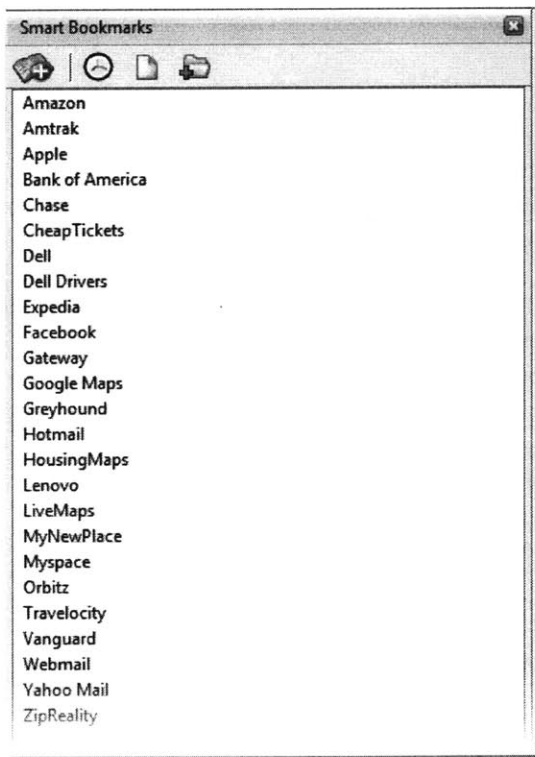 Smart Bookmarks
Amazon
Amtrak
Apple
Bank of America
Chase
CheapTickets
Dell
Dell Drivers
Expedia
Facebook
Gateway
Google Maps
Greyhound
Hotmail
HousingMaps
Lenovo
LiveMaps
MyNewPlace
Myspace
Orbitz
Travelocity
Vanguard
Webmail
Yahoo Mail
ZipReality